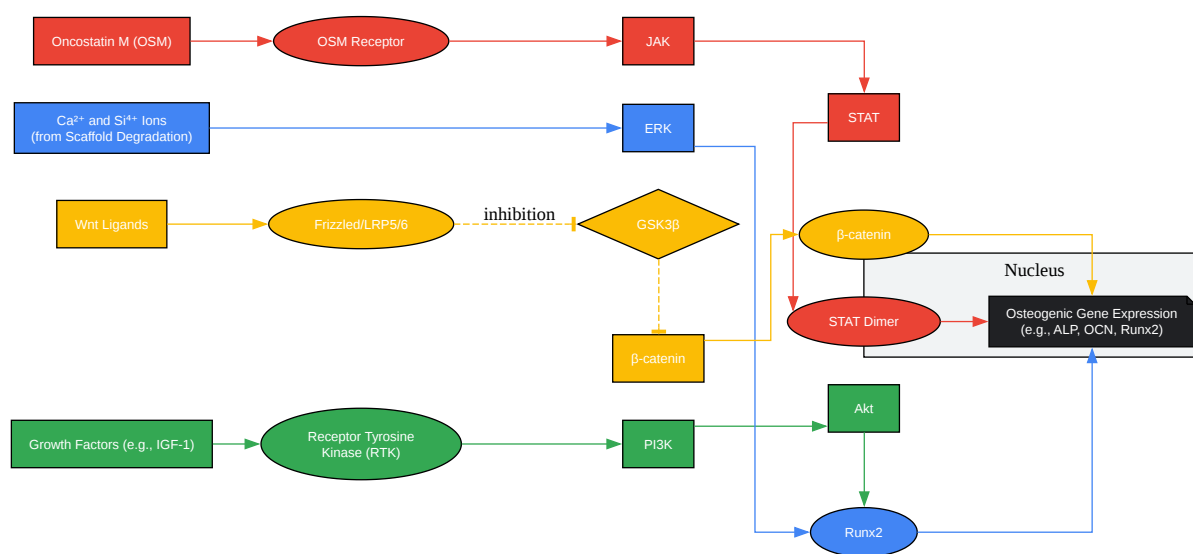 Oncostatin M (OSM)
OSM Receptor
JAK
STAT
Ca²⁺ and Si⁴⁺ Ions
(from Scaffold Degradation)
ERK
Wnt Ligands
Frizzled/LRP5/6
inhibition
GSK3β
β-catenin
Nucleus
STAT Dimer
Osteogenic Gene Expression
(e.g., ALP, OCN, Runx2)
β-catenin
Growth Factors (e.g., IGF-1)
Receptor Tyrosine
Kinase (RTK)
PI3K
Akt
Runx2